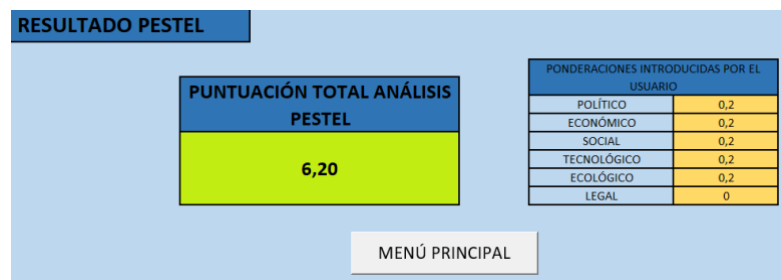 RESULTADO PESTEL
PUNTUACIÓN TOTAL ANÁLISIS
PESTEL
6,20
PONDERACIONES INTRODUCIDAS POR EL
USUARIO
POLÍTICO 0,2
ECONÓMICO 0,2
SOCIAL 0,2
TECNOLÓGICO 0,2
ECOLÓGICO 0,2
LEGAL 0
MENÚ PRINCIPAL